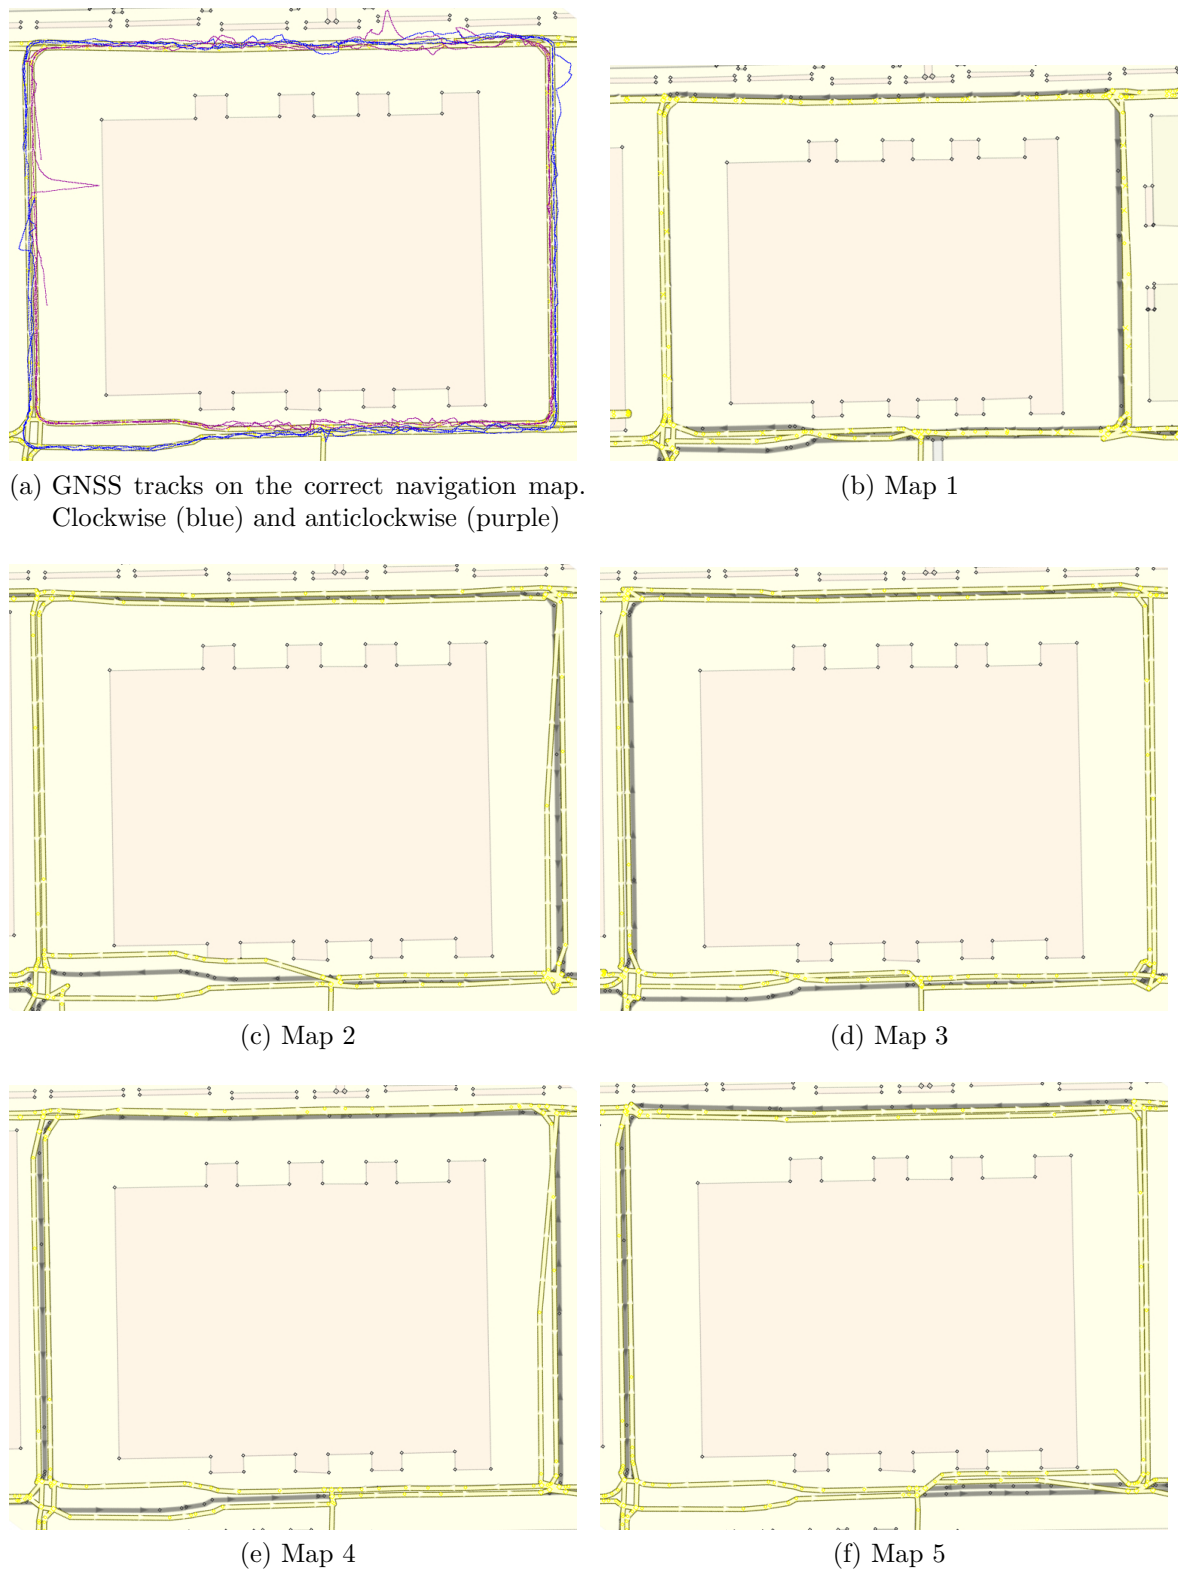 (a) GNSS tracks on the correct navigation map.
Clockwise (blue) and anticlockwise (purple)
(b) Map 1
(c) Map 2
(d) Map 3
(e) Map 4
(f) Map 5